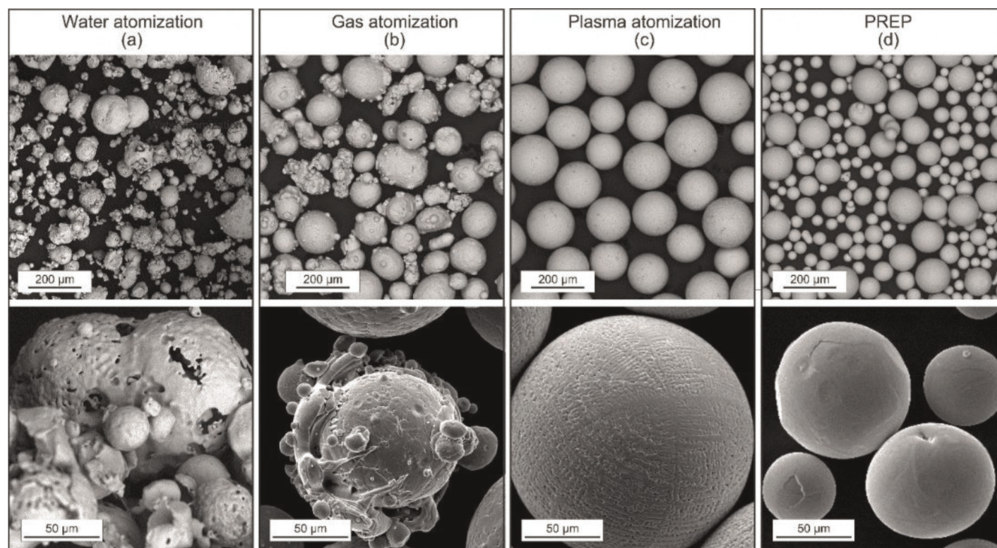 Water atomization
(a)
Gas atomization
(b)
Plasma atomization
(c)
PREP
(d)
200 µm
200 µm
200 µm
200 µm
50 µm
50 µm
50 µm
50 µm